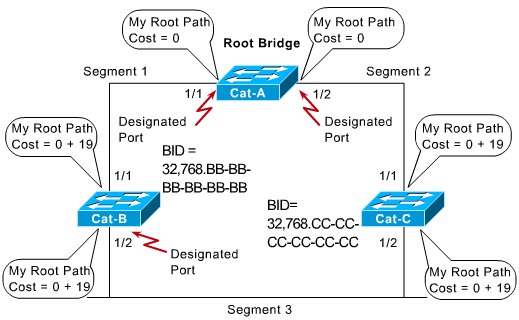 My Root Path
Cost = 0
My Root Path
Cost = 0
Root Bridge
Segment 1
Segment 2
1/1
Cat-A
1/2
Designated
Port
Designated
Port
My Root Path
Cost = 0 + 19
My Root Path
Cost = 0 + 19
BID =
32,768.BB-BB-
BB-BB-BB-BB
1/1
1/1
BID=
32,768.CC-CC-
CC-CC-CC-CC
Cat-B
Cat-C
1/2
1/2
Designated
Port
My Root Path
Cost = 0 + 19
My Root Path
Cost = 0 + 19
Segment 3